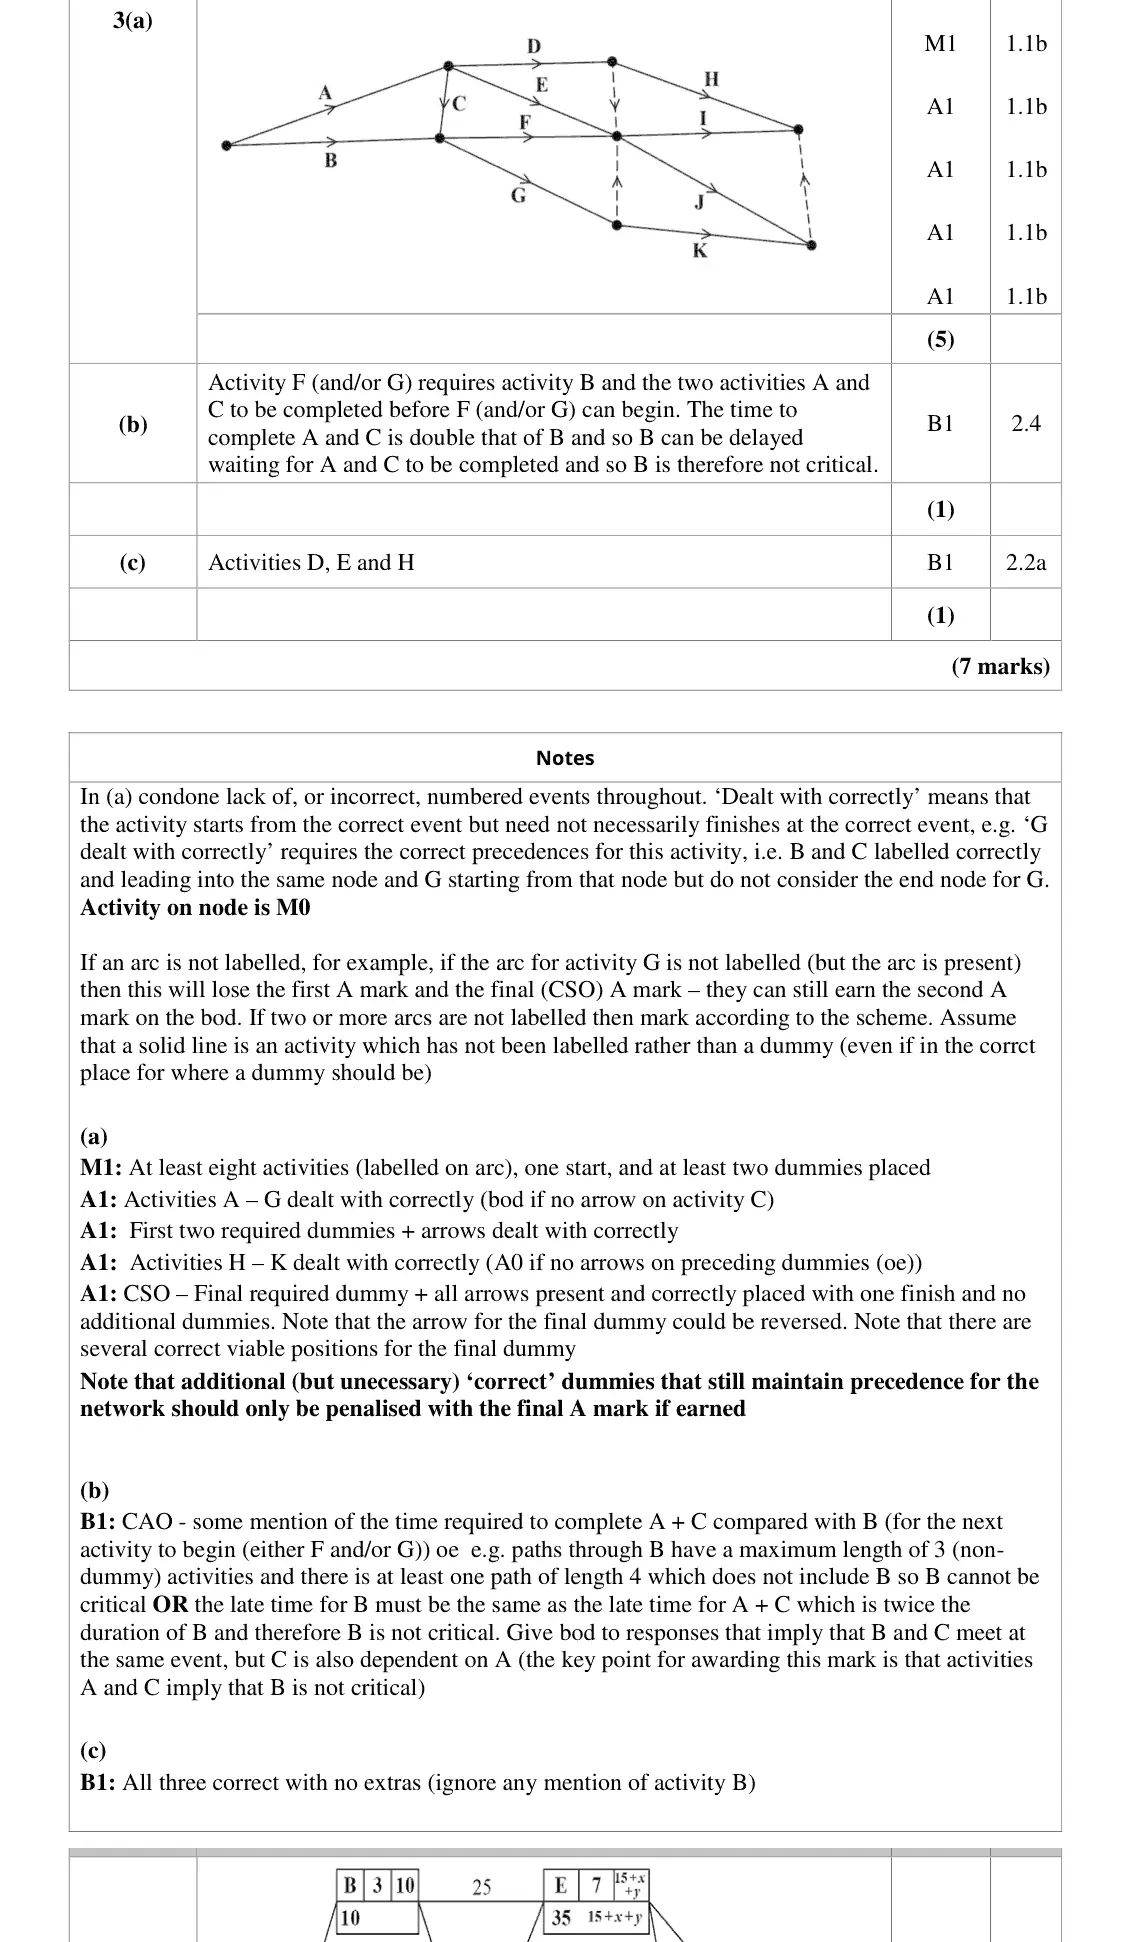 3(a)
D
M1 1.1b
H
E
A
C
A1 1.1b
I
F
B
A1 1.1b
G
J
A1 1.1b
K
A1 1.1b
(5)
(b)
Activity F (and/or G) requires activity B and the two activities A and
C to be completed before F (and/or G) can begin. The time to
complete A and C is double that of B and so B can be delayed
waiting for A and C to be completed and so B is therefore not critical.
B1 2.4
(1)
(c) Activities D, E and H B1 2.2a
(1)
(7 marks)
Notes
In (a) condone lack of, or incorrect, numbered events throughout. ‘Dealt with correctly’ means that
the activity starts from the correct event but need not necessarily finishes at the correct event, e.g. ‘G
dealt with correctly’ requires the correct precedences for this activity, i.e. B and C labelled correctly
and leading into the same node and G starting from that node but do not consider the end node for G.
Activity on node is M0
If an arc is not labelled, for example, if the arc for activity G is not labelled (but the arc is present)
then this will lose the first A mark and the final (CSO) A mark – they can still earn the second A
mark on the bod. If two or more arcs are not labelled then mark according to the scheme. Assume
that a solid line is an activity which has not been labelled rather than a dummy (even if in the corrct
place for where a dummy should be)
(a)
M1: At least eight activities (labelled on arc), one start, and at least two dummies placed
A1: Activities A – G dealt with correctly (bod if no arrow on activity C)
A1: First two required dummies + arrows dealt with correctly
A1: Activities H – K dealt with correctly (A0 if no arrows on preceding dummies (oe))
A1: CSO – Final required dummy + all arrows present and correctly placed with one finish and no
additional dummies. Note that the arrow for the final dummy could be reversed. Note that there are
several correct viable positions for the final dummy
Note that additional (but unecessary) ‘correct’ dummies that still maintain precedence for the
network should only be penalised with the final A mark if earned
(b)
B1: CAO - some mention of the time required to complete A + C compared with B (for the next
activity to begin (either F and/or G)) oe e.g. paths through B have a maximum length of 3 (non-
dummy) activities and there is at least one path of length 4 which does not include B so B cannot be
critical OR the late time for B must be the same as the late time for A + C which is twice the
duration of B and therefore B is not critical. Give bod to responses that imply that B and C meet at
the same event, but C is also dependent on A (the key point for awarding this mark is that activities
A and C imply that B is not critical)
(c)
B1: All three correct with no extras (ignore any mention of activity B)
B 3 10 25 E 7 15+x
+y
10 35 15+x+y